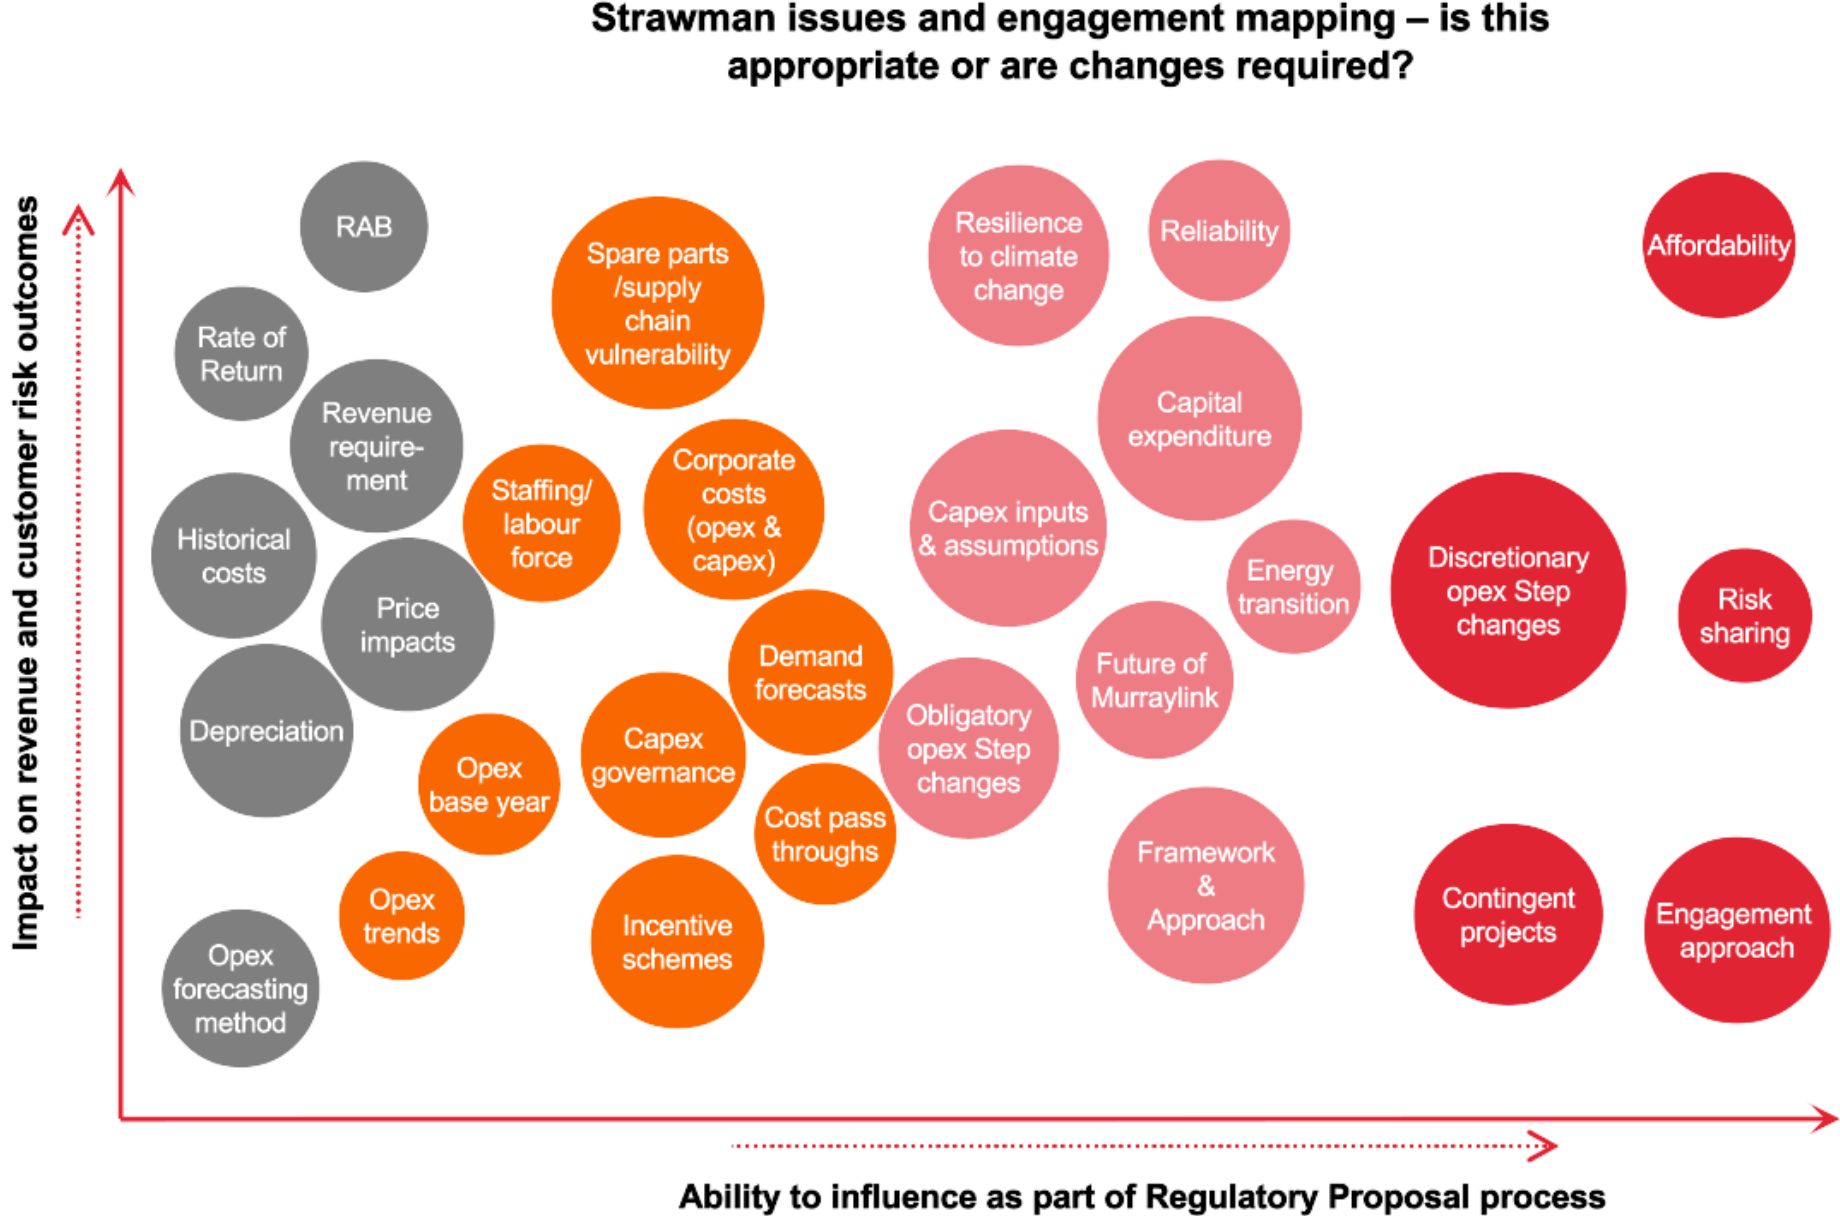 Strawman issues and engagement mapping – is this
appropriate or are changes required?
Impact on revenue and customer risk outcomes
RAB
Rate of
Return
Revenue
require-
ment
Historical
costs
Price
impacts
Depreciation
Opex
forecasting
method
Spare parts
/supply
chain
vulnerability
Staffing/
labour
force
Corporate
costs
(opex &
capex)
Demand
forecasts
Capex
governance
Opex
base year
Cost pass
throughs
Opex
trends
Incentive
schemes
Resilience
to climate
change
Reliability
Capital
expenditure
Capex inputs
& assumptions
Energy
transition
Future of
Murraylink
Obligatory
opex Step
changes
Framework
&
Approach
Affordability
Discretionary
opex Step
changes
Risk
sharing
Contingent
projects
Engagement
approach
Ability to influence as part of Regulatory Proposal process